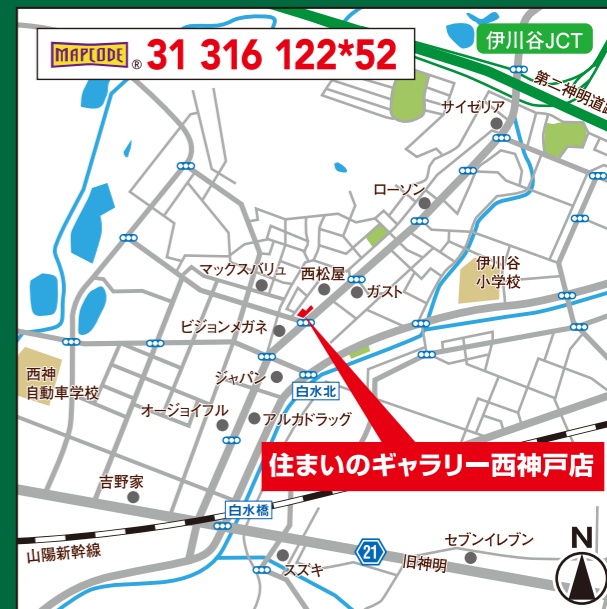 MAPCODE® 31 316 122*52
伊川谷JCT
第二神明道路
サイゼリア
ローソン
伊川谷
小学校
マックスバリュ
西松屋
ガスト
ビジョンメガネ
西神
自動車学校
ジャパン
白水北
オージョイフル
アルカドラッグ
住まいのギャラリー西神戸店
吉野家
白水橋
山陽新幹線
スズキ
21
旧神明
セブンイレブン
N